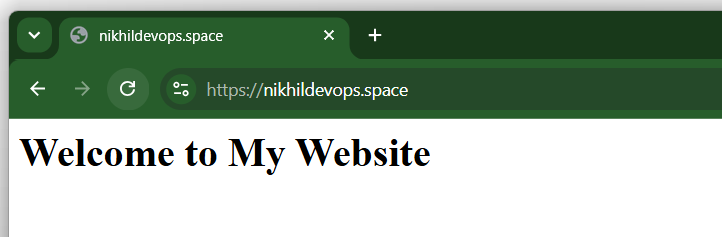 nikhildevops.space
https://nikhildevops.space
Welcome to My Website